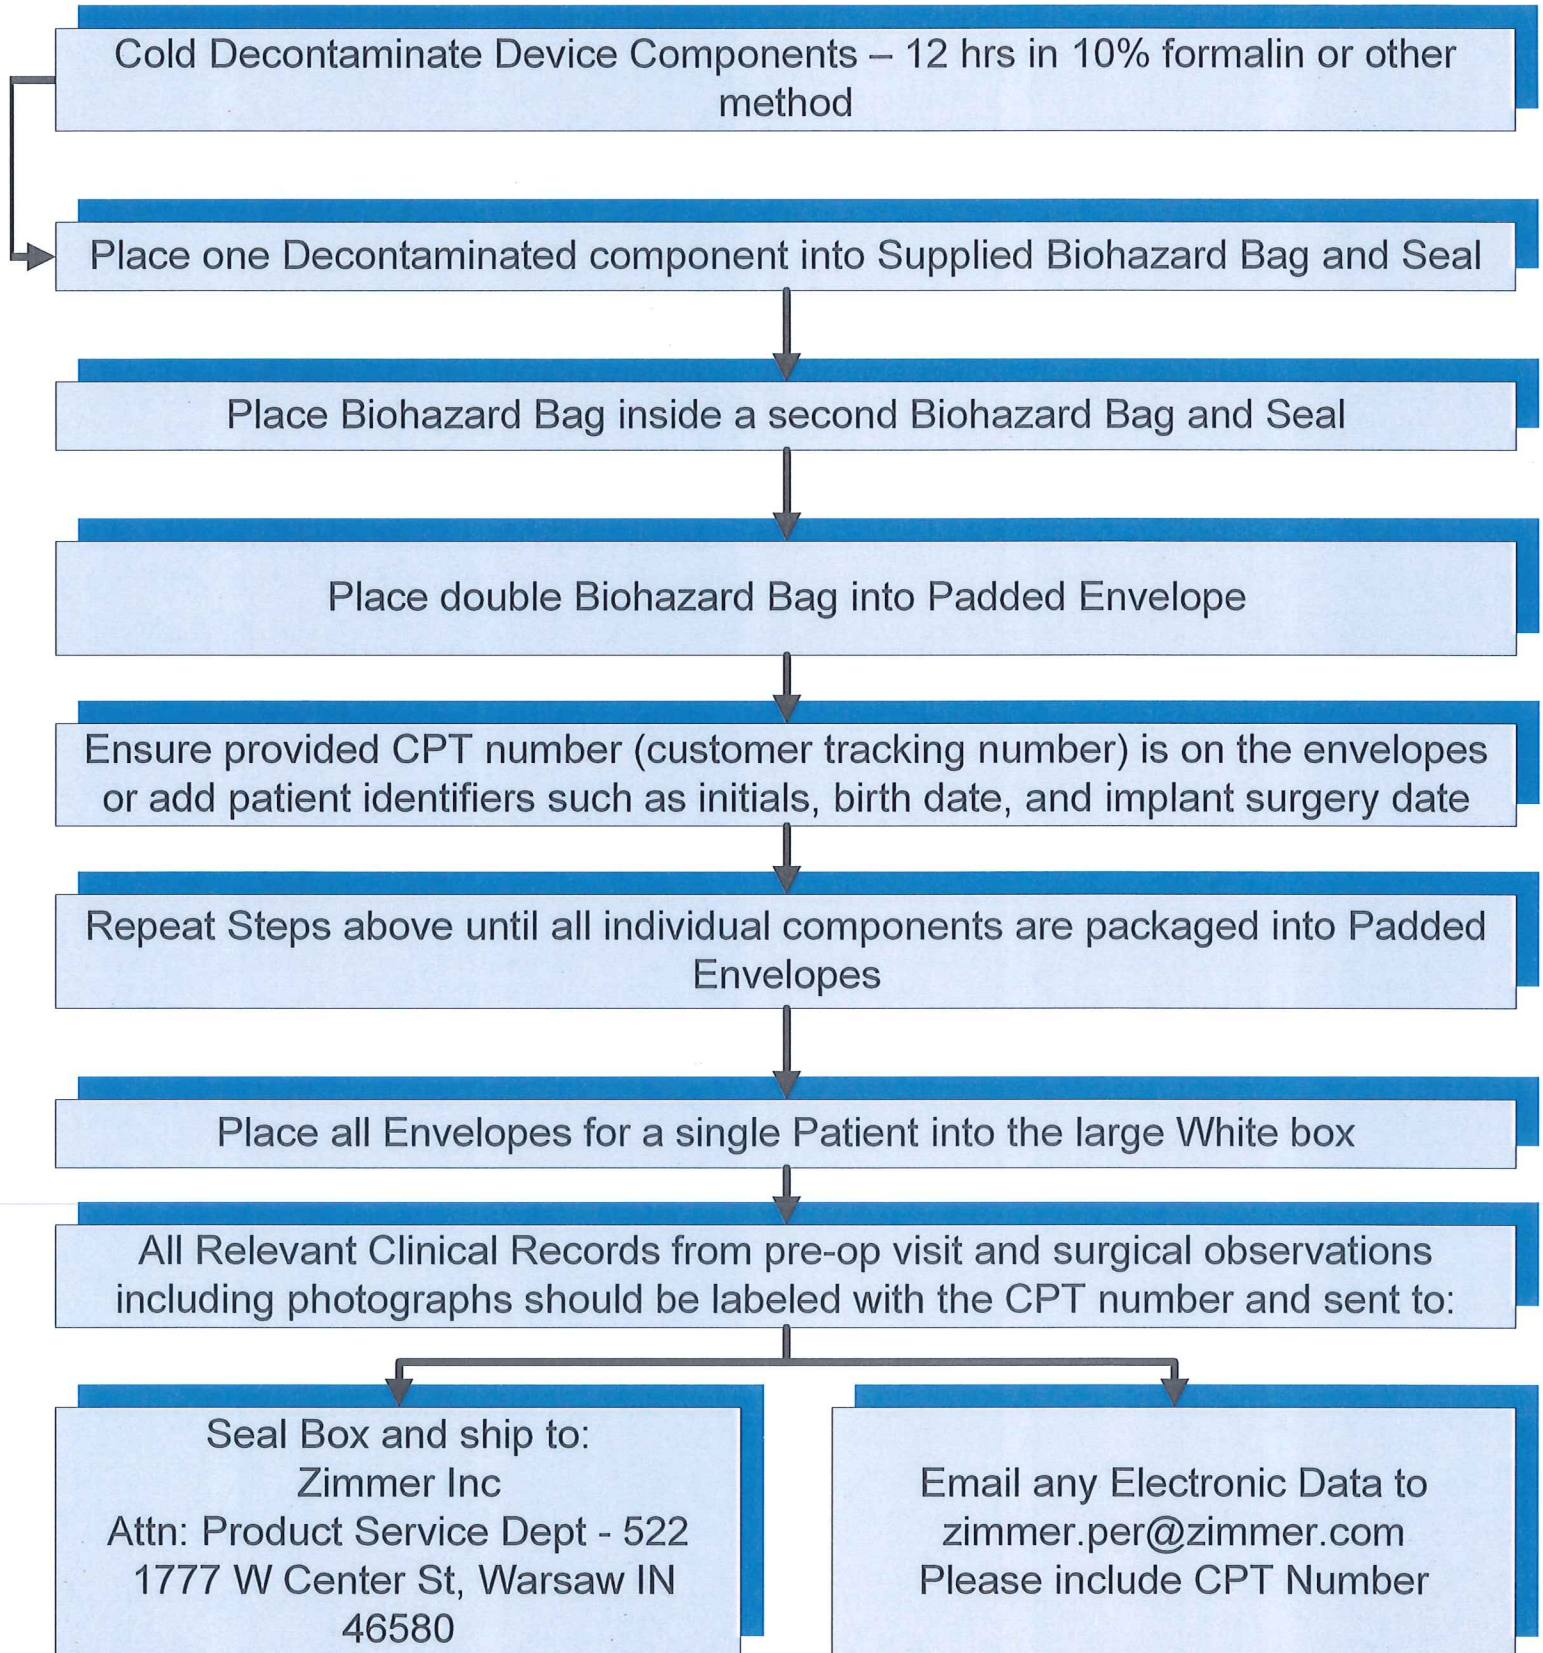 Cold Decontaminate Device Components – 12 hrs in 10% formalin or other
method
Place one Decontaminated component into Supplied Biohazard Bag and Seal
Place Biohazard Bag inside a second Biohazard Bag and Seal
Place double Biohazard Bag into Padded Envelope
Ensure provided CPT number (customer tracking number) is on the envelopes
or add patient identifiers such as initials, birth date, and implant surgery date
Repeat Steps above until all individual components are packaged into Padded
Envelopes
Place all Envelopes for a single Patient into the large White box
All Relevant Clinical Records from pre-op visit and surgical observations
including photographs should be labeled with the CPT number and sent to:
Seal Box and ship to:
Zimmer Inc
Attn: Product Service Dept - 522
1777 W Center St, Warsaw IN
46580
Email any Electronic Data to
zimmer.per@zimmer.com
Please include CPT Number